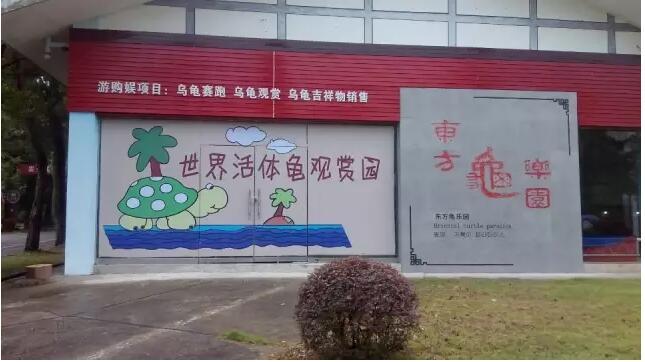 游购娱项目：乌龟赛跑 乌龟观赏 乌龟吉祥物销售
世界活体龟观赏园
東方
龜
樂園
东方龟乐园
Oriental turtle paradise